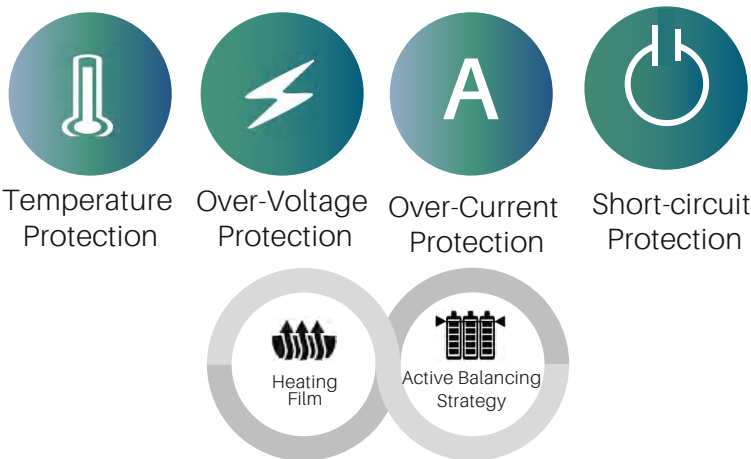 A
Temperature
Protection
Over-Voltage
Protection
Over-Current
Protection
Short-circuit
Protection
Heating
Film
Active Balancing
Strategy